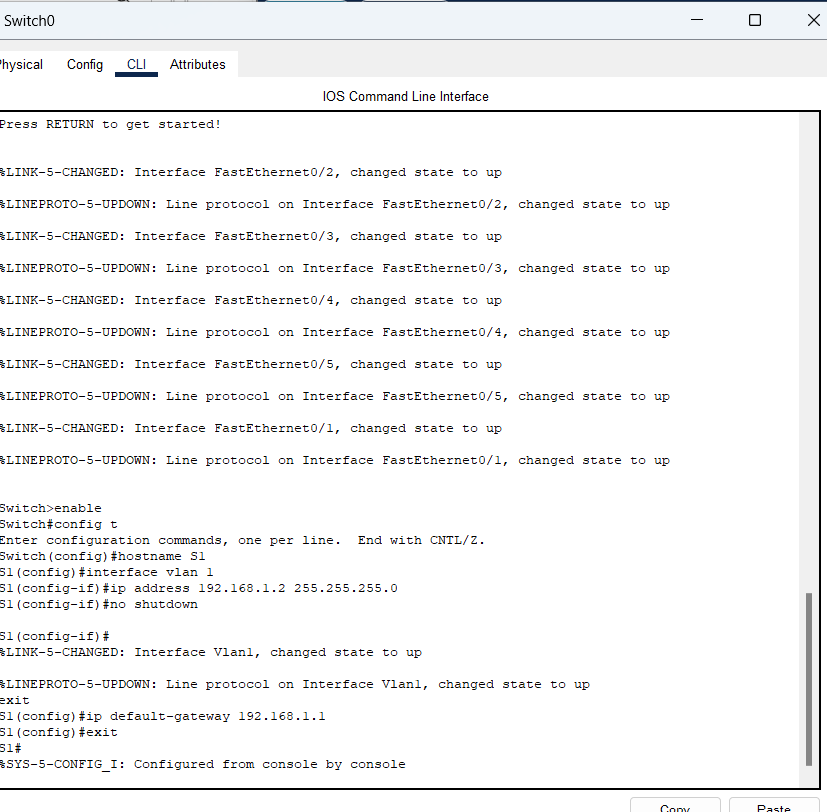 Switch0
Physical Config CLI Attributes
IOS Command Line Interface
Press RETURN to get started!
%LINK-5-CHANGED: Interface FastEthernet0/2, changed state to up
%LINEPROTO-5-UPDOWN: Line protocol on Interface FastEthernet0/2, changed state to up
%LINK-5-CHANGED: Interface FastEthernet0/3, changed state to up
%LINEPROTO-5-UPDOWN: Line protocol on Interface FastEthernet0/3, changed state to up
%LINK-5-CHANGED: Interface FastEthernet0/4, changed state to up
%LINEPROTO-5-UPDOWN: Line protocol on Interface FastEthernet0/4, changed state to up
%LINK-5-CHANGED: Interface FastEthernet0/5, changed state to up
%LINEPROTO-5-UPDOWN: Line protocol on Interface FastEthernet0/5, changed state to up
%LINK-5-CHANGED: Interface FastEthernet0/1, changed state to up
%LINEPROTO-5-UPDOWN: Line protocol on Interface FastEthernet0/1, changed state to up
Switch>enable
Switch#config t
Enter configuration commands, one per line.  End with CNTL/Z.
Switch(config)#hostname S1
S1(config)#interface vlan 1
S1(config-if)#ip address 192.168.1.2 255.255.255.0
S1(config-if)#no shutdown
S1(config-if)#
%LINK-5-CHANGED: Interface Vlan1, changed state to up
%LINEPROTO-5-UPDOWN: Line protocol on Interface Vlan1, changed state to up
exit
S1(config)#ip default-gateway 192.168.1.1
S1(config)#exit
S1#
%SYS-5-CONFIG_I: Configured from console by console
Copy Paste